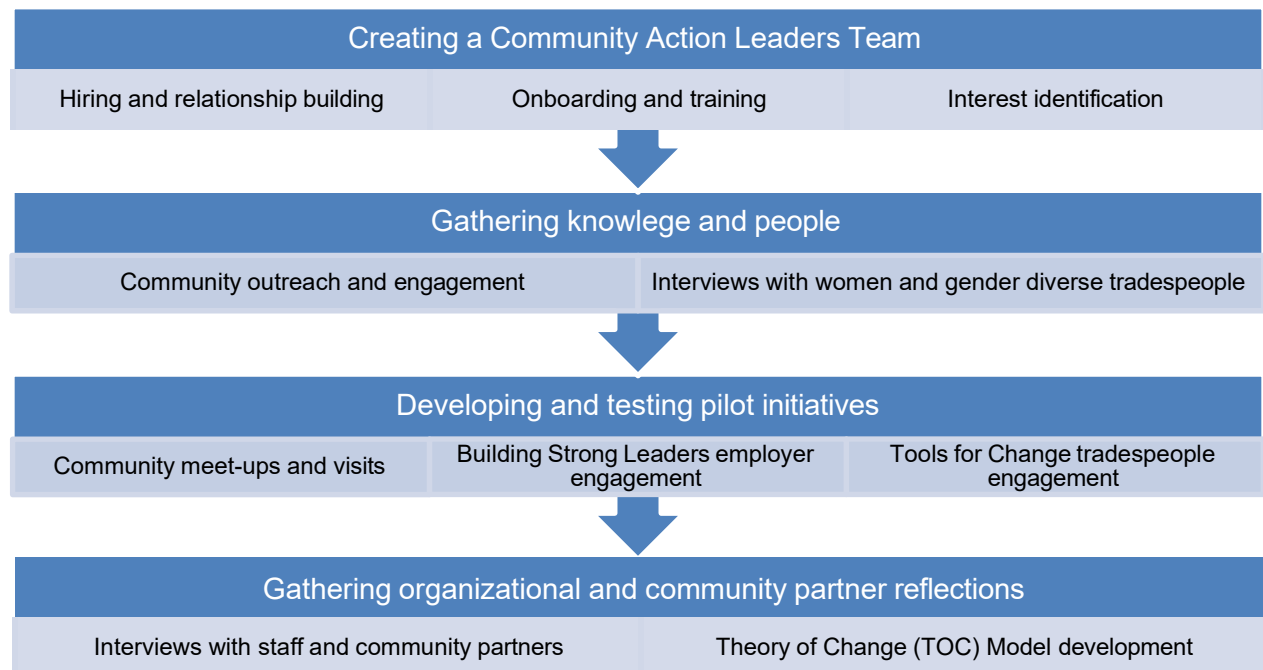 Creating a Community Action Leaders Team
Hiring and relationship building
Onboarding and training
Interest identification
Gathering knowlege and people
Community outreach and engagement
Interviews with women and gender diverse tradespeople
Developing and testing pilot initiatives
Community meet-ups and visits
Building Strong Leaders employer
engagement
Tools for Change tradespeople
engagement
Gathering organizational and community partner reflections
Interviews with staff and community partners
Theory of Change (TOC) Model development